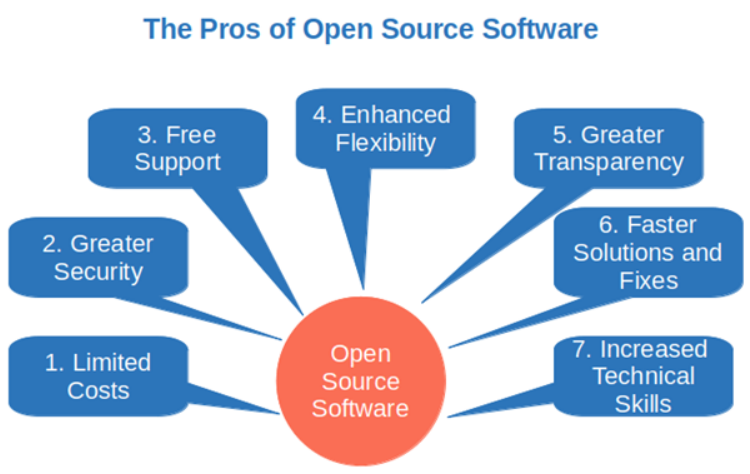 The Pros of Open Source Software
4. Enhanced
Flexibility
3. Free
Support
5. Greater
Transparency
2. Greater
Security
6. Faster
Solutions and
Fixes
1. Limited
Costs
Open
Source
Software
7. Increased
Technical
Skills